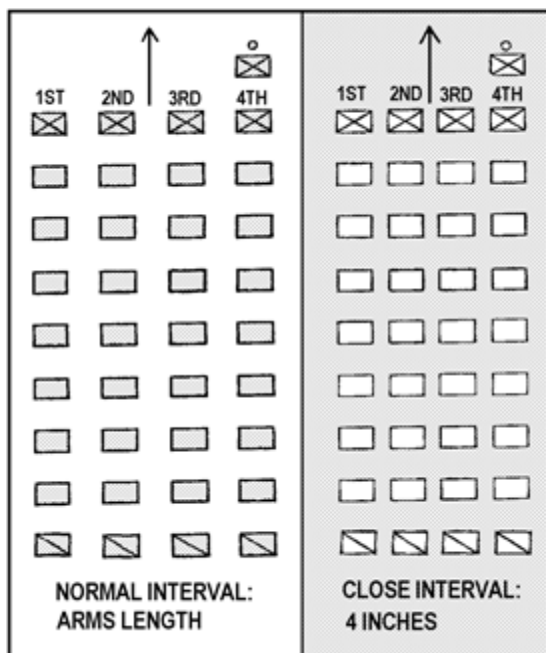 1ST 2ND 3RD 4TH
NORMAL INTERVAL:
ARMS LENGTH
1ST 2ND 3RD 4TH
CLOSE INTERVAL:
4 INCHES